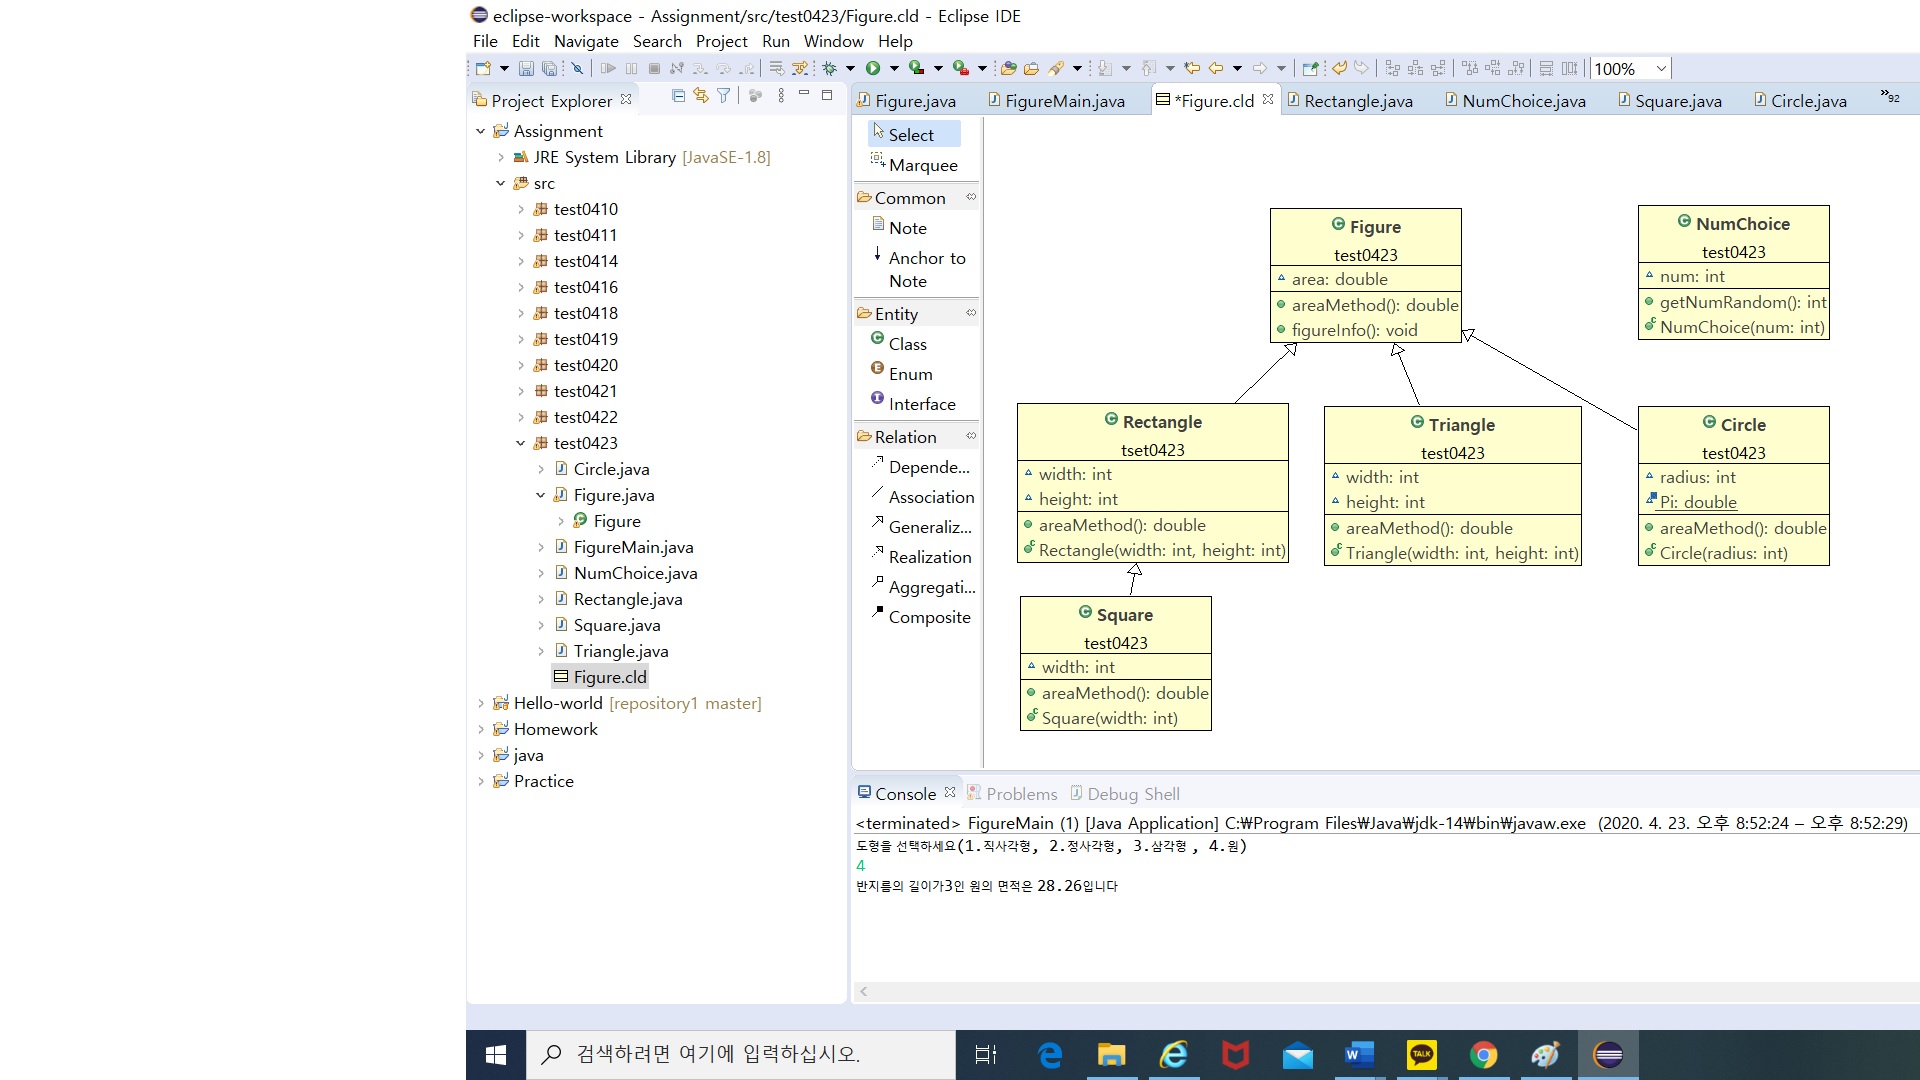 eclipse-workspace - Assignment/src/test0423/Figure.cld - Eclipse IDE
File Edit Navigate Search Project Run Window Help
100%
Project Explorer
Assignment
JRE System Library [JavaSE-1.8]
src
test0410
test0411
test0414
test0416
test0418
test0419
test0420
test0421
test0422
test0423
Circle.java
Figure.java
Figure
FigureMain.java
NumChoice.java
Rectangle.java
Square.java
Triangle.java
Figure.cld
Hello-world [repository1 master]
Homework
java
Practice
Figure.java FigureMain.java *Figure.cld Rectangle.java NumChoice.java Square.java Circle.java »92
Select
Marquee
Common
Note
Anchor to
Note
Entity
Class
Enum
Interface
Relation
Depende...
Association
Generaliz...
Realization
Aggregati...
Composite
Figure
test0423
area: double
areaMethod(): double
figureInfo(): void
NumChoice
test0423
num: int
getNumRandom(): int
NumChoice(num: int)
Rectangle
tset0423
width: int
height: int
areaMethod(): double
Rectangle(width: int, height: int)
Triangle
test0423
width: int
height: int
areaMethod(): double
Triangle(width: int, height: int)
Circle
test0423
radius: int
Pi: double
areaMethod(): double
Circle(radius: int)
Square
test0423
width: int
areaMethod(): double
Square(width: int)
Console Problems Debug Shell
<terminated> FigureMain (1) [Java Application] C:₩Program Files₩Java₩jdk-14₩bin₩javaw.exe (2020. 4. 23. 오후 8:52:24 – 오후 8:52:29)
도형을 선택하세요(1.직사각형, 2.정사각형, 3.삼각형 , 4.원)
4
반지름의 길이가3인 원의 면적은 28.26입니다
검색하려면 여기에 입력하십시오.
TALK